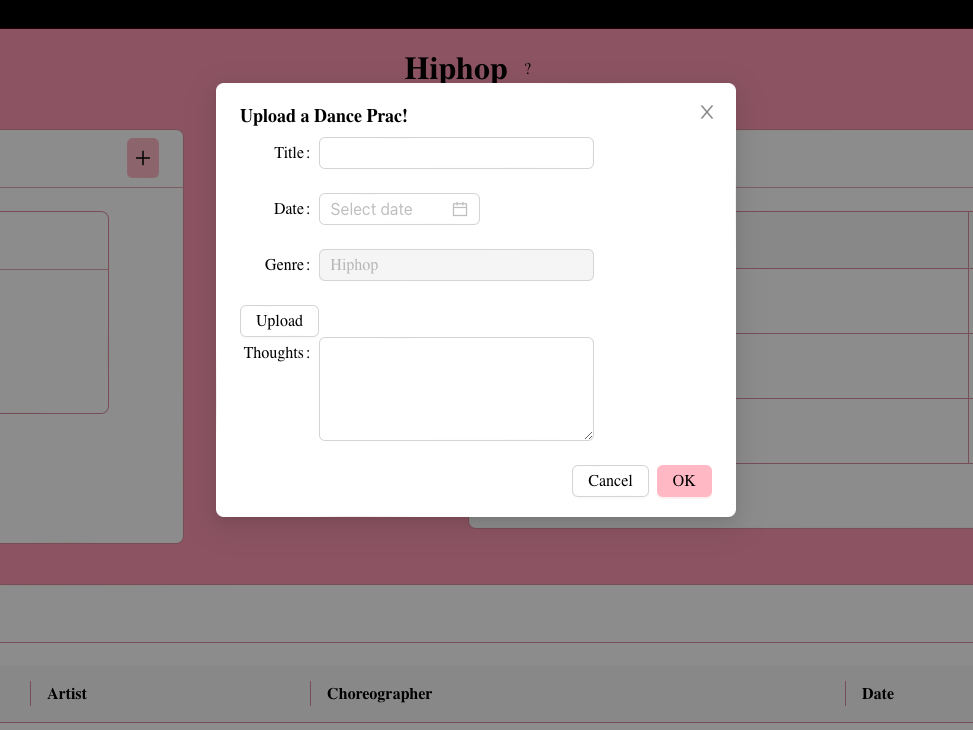 Hiphop ?
Upload a Dance Prac!
Title:
Date: Select date
Genre: Hiphop
Upload
Thoughts:
Cancel OK
Artist Choreographer Date